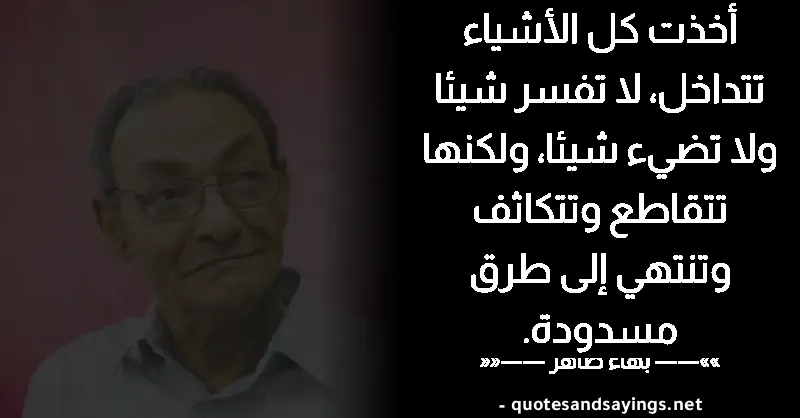 أخذت كل الأشياء
تتداخل، لا تفسر شيئا
ولا تضيء شيئا، ولكنها
تتقاطع وتتكاثف
وتنتهي إلى طرق
مسدودة.
««—— بهاء طاهر ——»»
- quotesandsayings.net